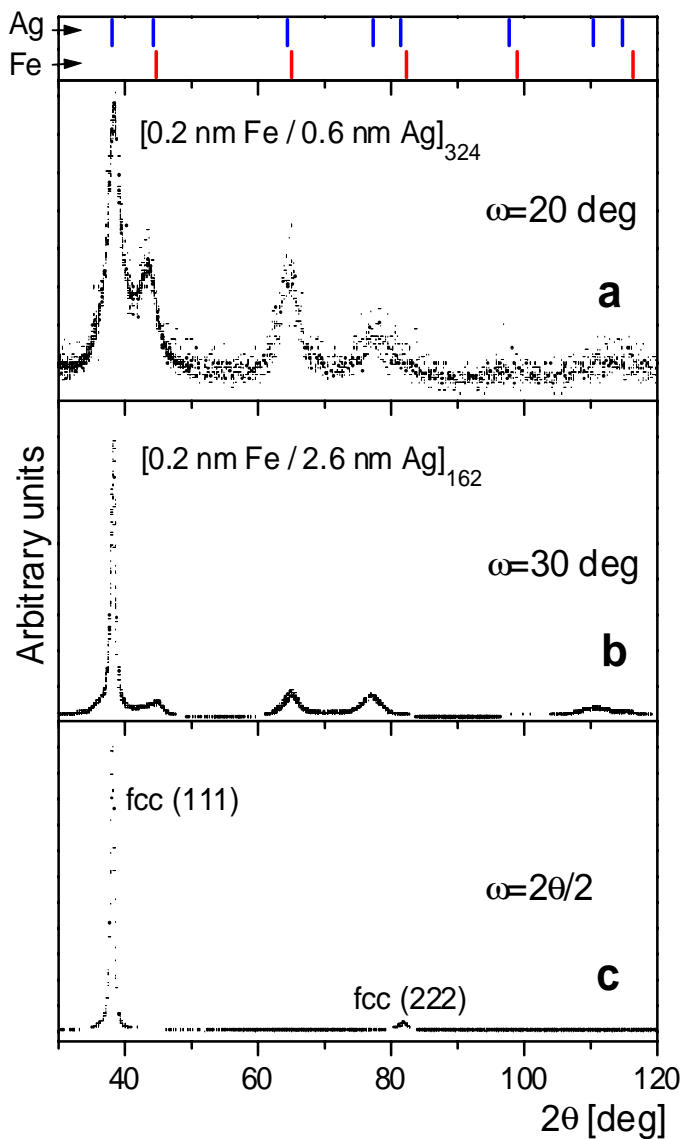 Ag
Fe
[0.2 nm Fe / 0.6 nm Ag]324
ω=20 deg
a
[0.2 nm Fe / 2.6 nm Ag]162
ω=30 deg
b
Arbitrary units
fcc (111)
ω=2θ/2
fcc (222)
c
40 60 80 100 120
2θ [deg]